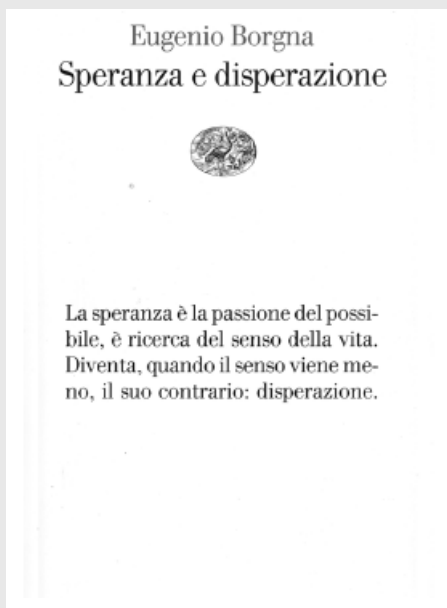 Eugenio Borgna
Speranza e disperazione
La speranza è la passione del possi-
bile, è ricerca del senso della vita.
Diventa, quando il senso viene me-
no, il suo contrario: disperazione.